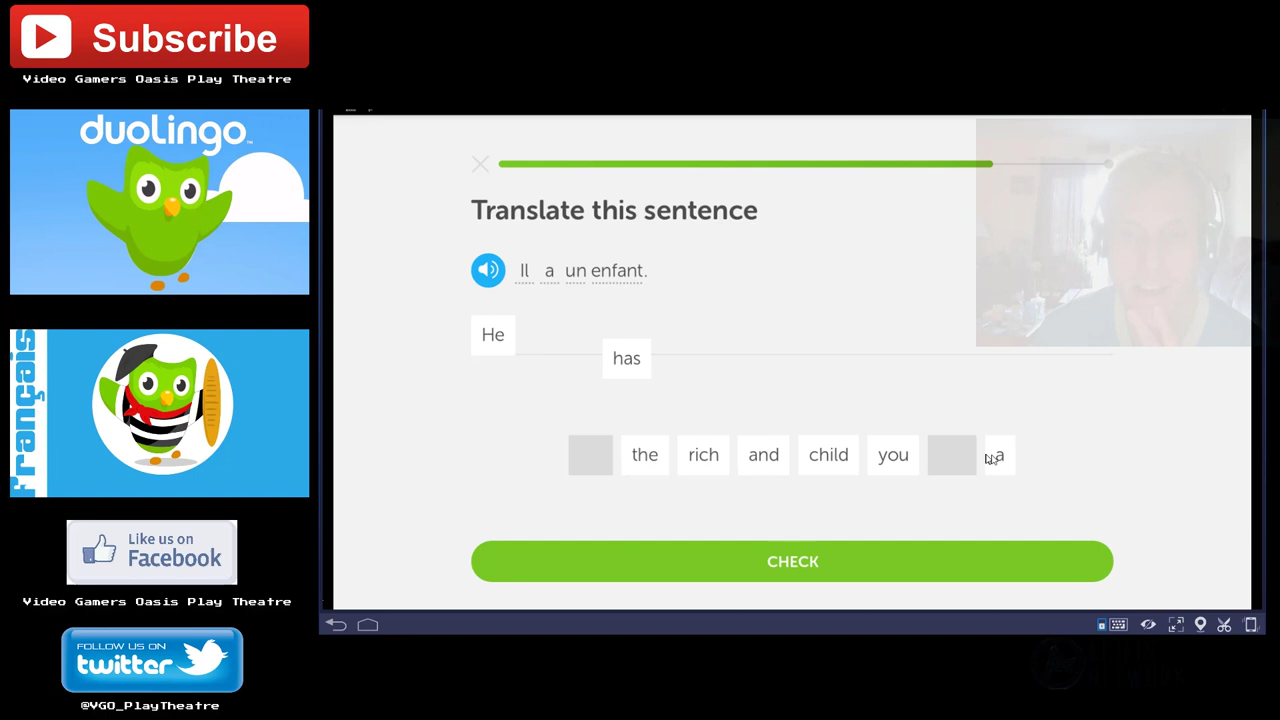 Subscribe
Video Gamers Oasis Play Theatre
duolingo
Français
Like us on
Facebook
Video Gamers Oasis Play Theatre
FOLLOW US ON
twitter
@VGO_PlayTheatre
Translate this sentence
Il a un enfant.
He
has
the rich and child you a
CHECK